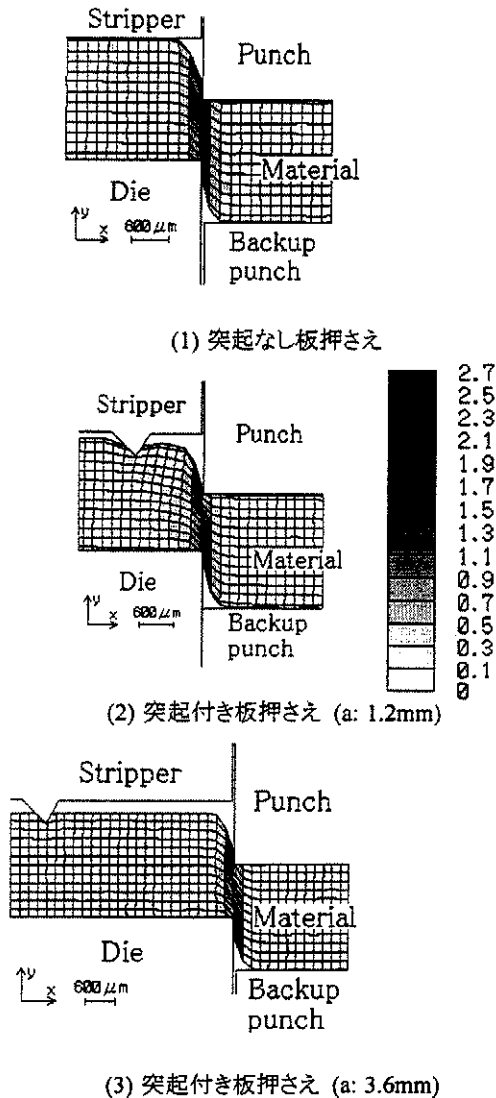 Stripper
Punch
Material
Die
y
x
600μm
Backup
punch
(1) 突起なし板押さえ
Stripper
Punch
Material
Die
y
x
600μm
Backup
punch
2.7
2.5
2.3
2.1
1.9
1.7
1.5
1.3
1.1
0.9
0.7
0.5
0.3
0.1
0
(2) 突起付き板押さえ (a: 1.2mm)
Stripper
Punch
Material
Die
y
x
600μm
Backup
punch
(3) 突起付き板押さえ (a: 3.6mm)